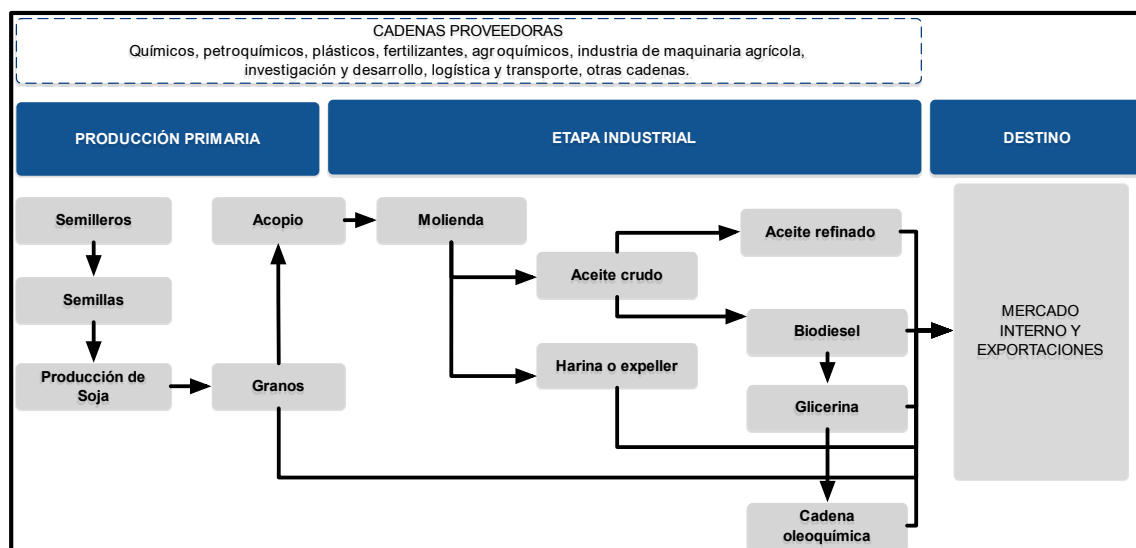 CADENAS PROVEEDORAS
Químicos, petroquímicos, plásticos, fertilizantes, agroquímicos, industria de maquinaria agrícola,
investigación y desarrollo, logística y transporte, otras cadenas.
PRODUCCIÓN PRIMARIA
ETAPA INDUSTRIAL
DESTINO
Semilleros
Acopio
Molienda
Aceite refinado
Aceite crudo
Semillas
Biodiesel
MERCADO
INTERNO Y
EXPORTACIONES
Producción de
Soja
Granos
Harina o expeller
Glicerina
Cadena
oleoquímica